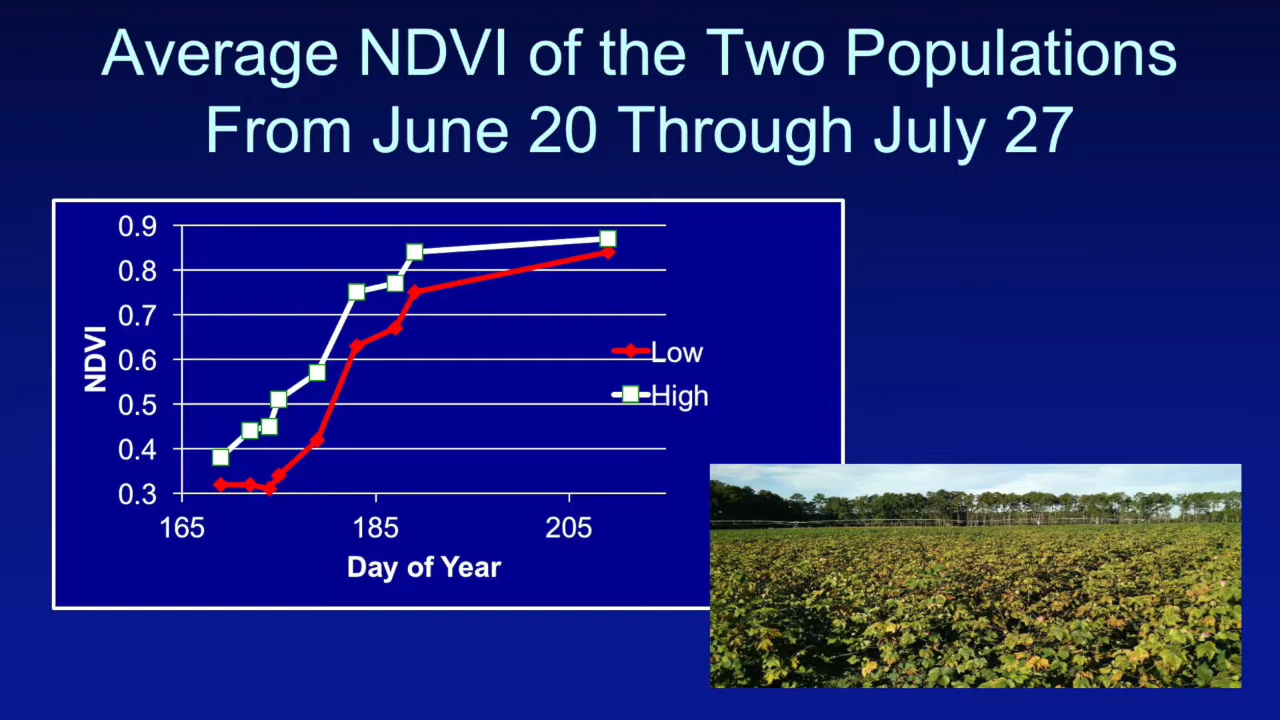 Average NDVI of the Two Populations
From June 20 Through July 27
0.9
0.8
0.7
0.6
0.5
0.4
0.3
NDVI
165 185 205
Day of Year
Low
High